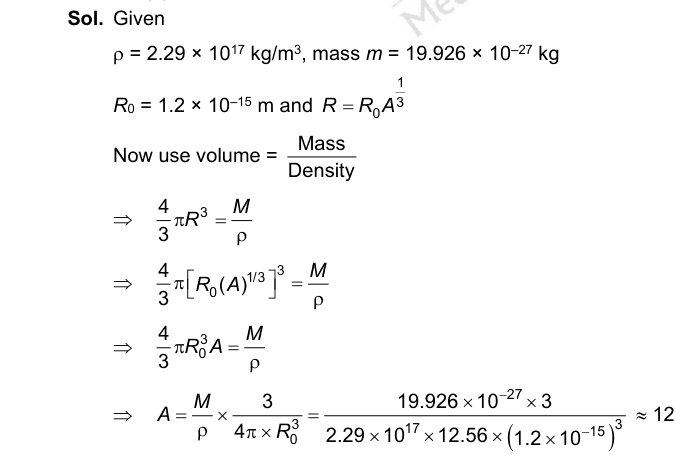 Sol. Given
ρ = 2.29 × 10¹⁷ kg/m³, mass m = 19.926 × 10⁻²⁷ kg
R₀ = 1.2 × 10⁻¹⁵ m and R = R₀A^(1/3)
Now use volume = Mass / Density
⇒ 4/3 πR³ = M/ρ
⇒ 4/3 π[R₀(A)^(1/3)]³ = M/ρ
⇒ 4/3 πR₀³A = M/ρ
⇒ A = M/ρ × 3/(4π × R₀³) = (19.926 × 10⁻²⁷ × 3)/(2.29 × 10¹⁷ × 12.56 × (1.2 × 10⁻¹⁵)³) ≈ 12